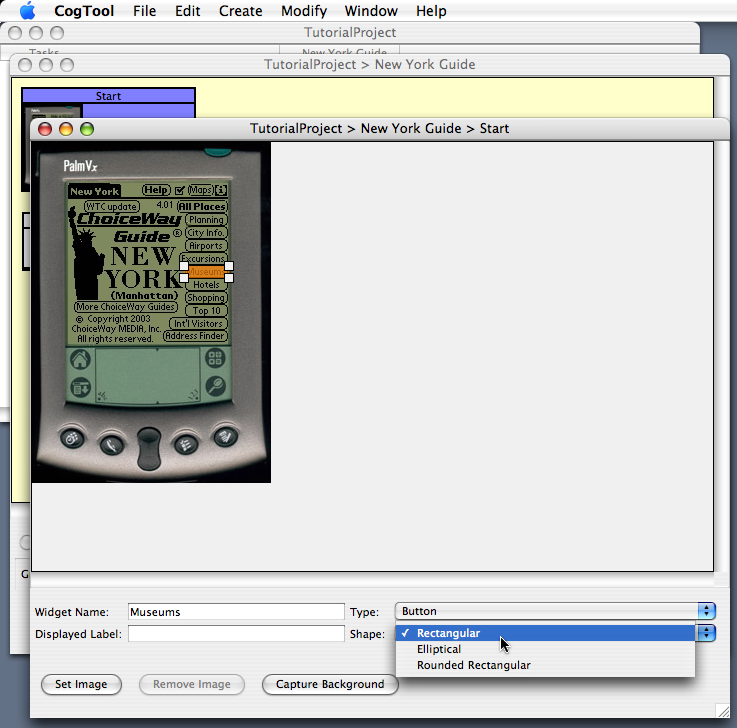 CogTool File Edit Create Modify Window Help
TutorialProject
Tasks New York Guide
TutorialProject > New York Guide
Start
TutorialProject > New York Guide > Start
PalmVx
New York Help Maps i
WTC update 4.01 All Places
ChoiceWay Planning
Guide ® City Info.
Airports
NEW Excursions
YORK Museums
(Manhattan) Hotels
Shopping
More ChoiceWay Guides Top 10
© Copyright 2003 Int'l Visitors
ChoiceWay MEDIA, Inc. Address Finder
All rights reserved.
G
Widget Name: Museums Type: Button
Displayed Label: Shape: ✓ Rectangular
Elliptical
Rounded Rectangular
Set Image Remove Image Capture Background